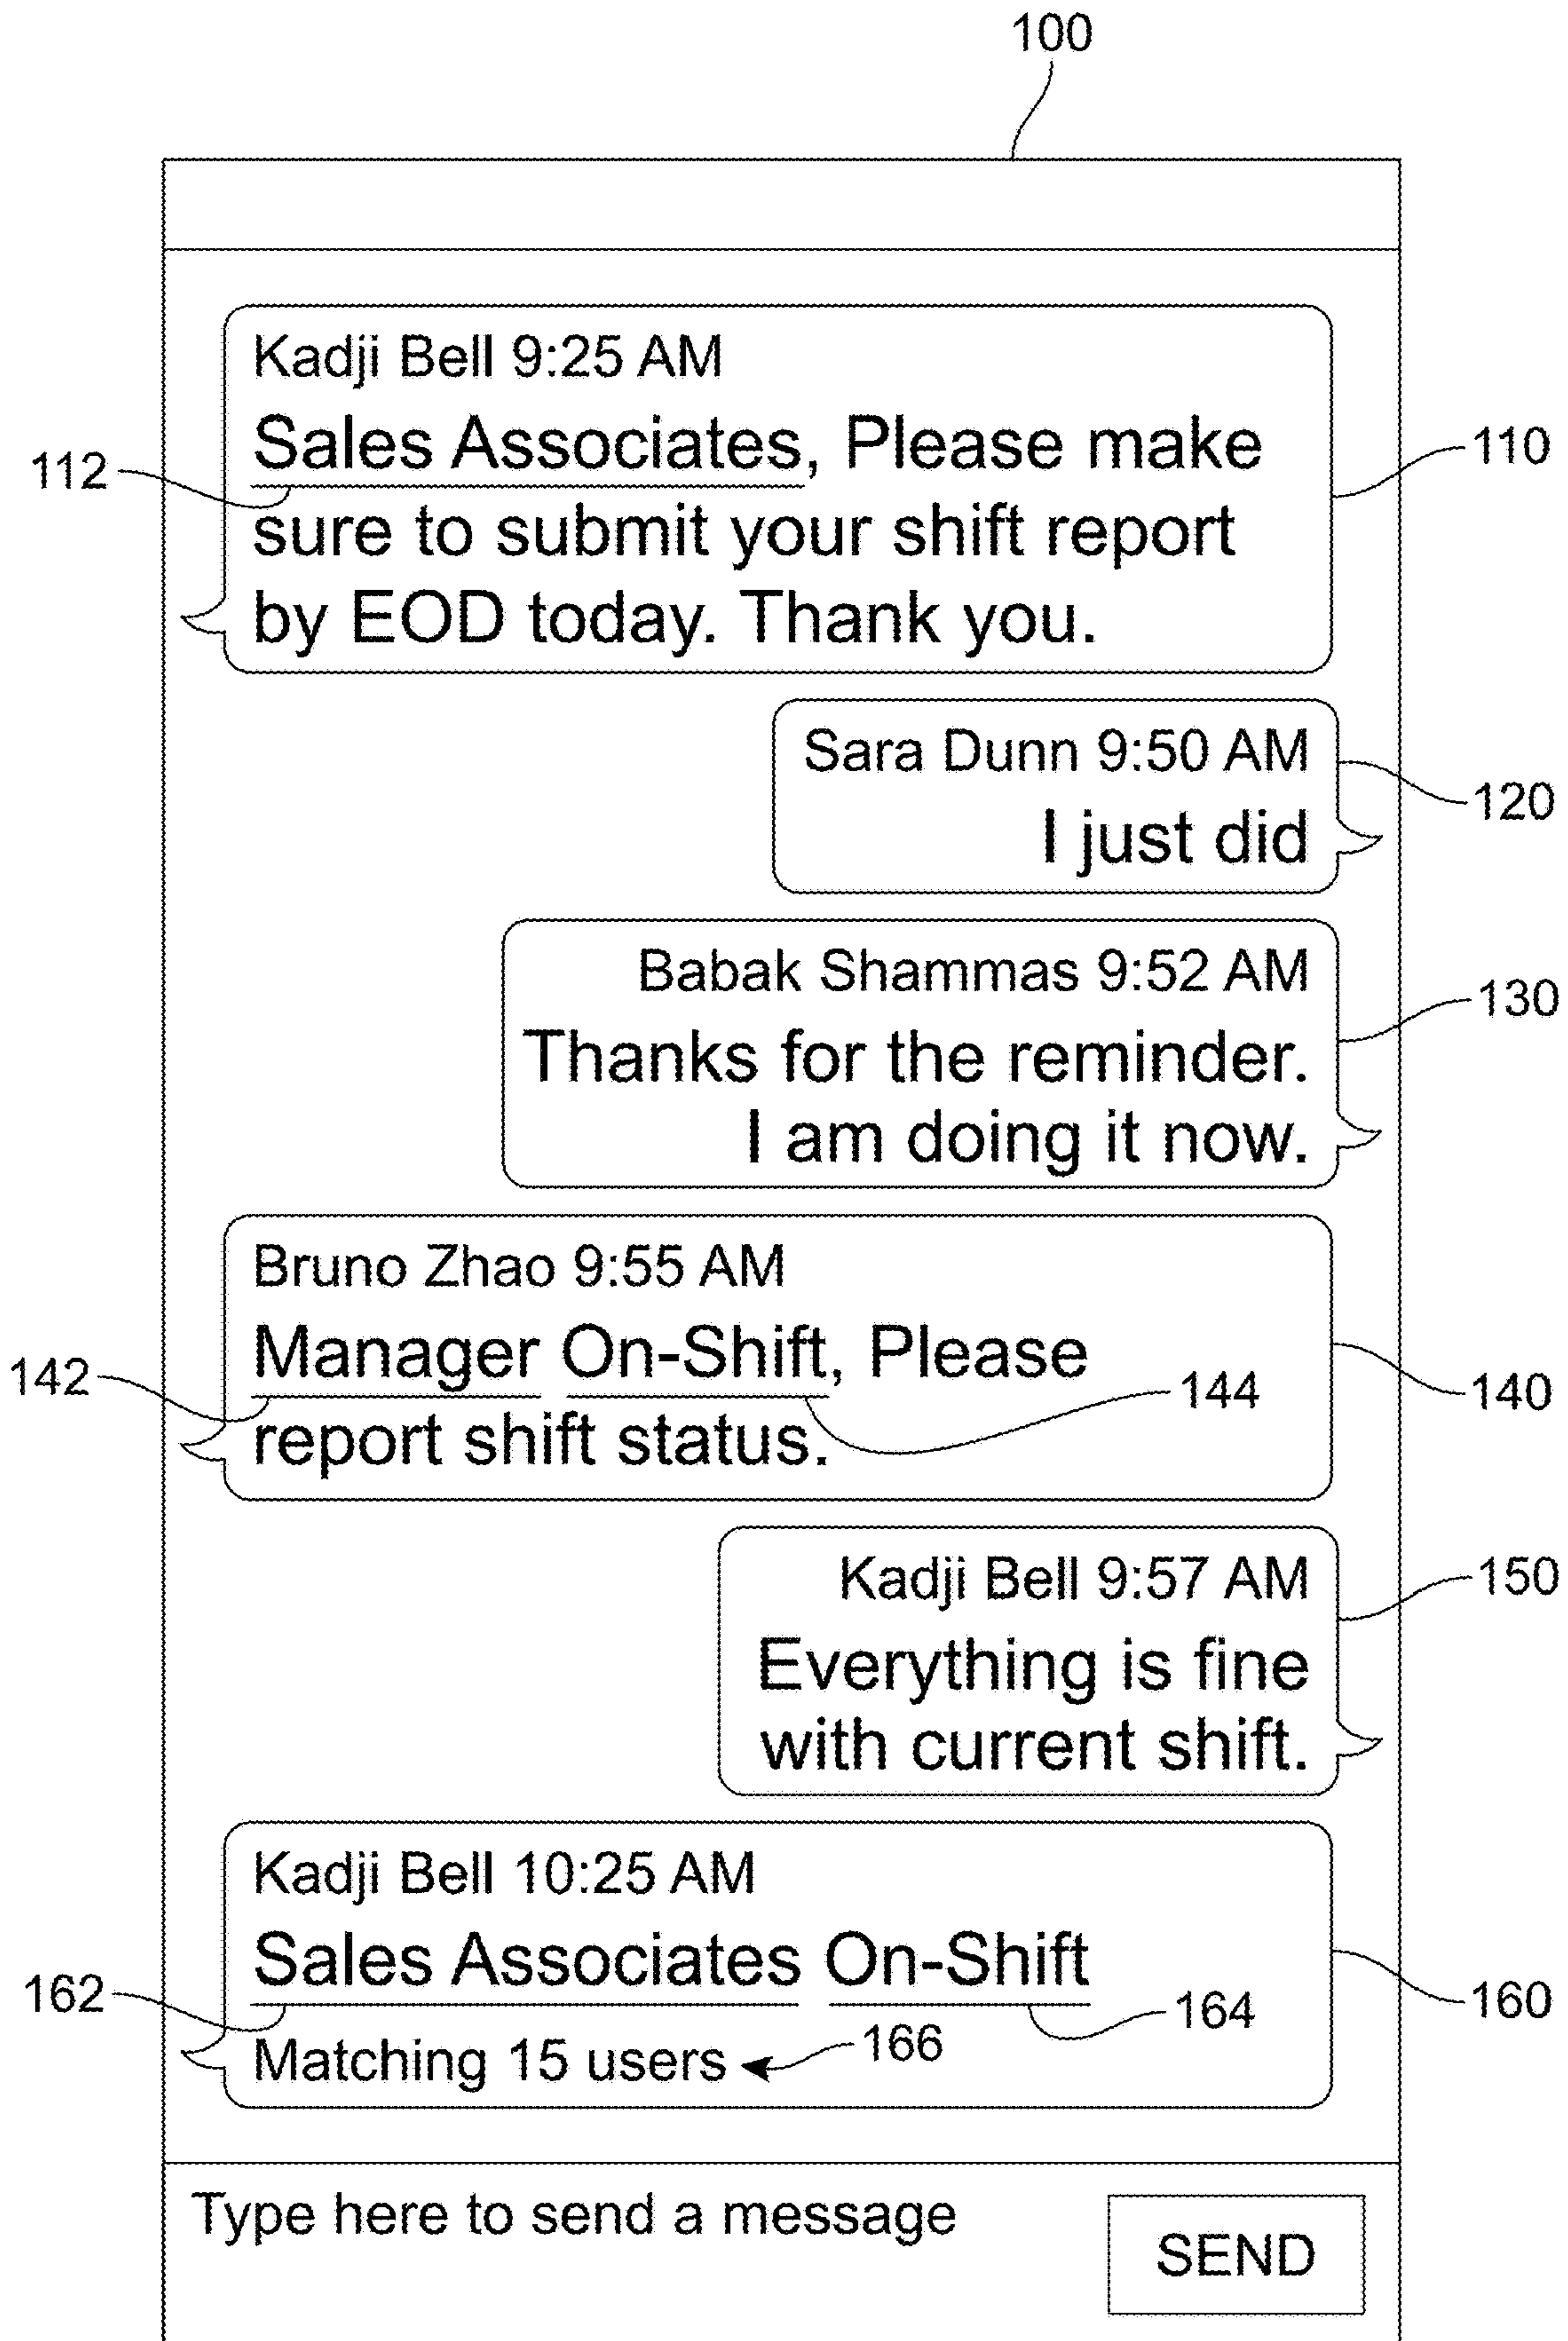 100
Kadji Bell 9:25 AM
Sales Associates, Please make
112
110
sure to submit your shift report
by EOD today. Thank you.
Sara Dunn 9:50 AM
120
I just did
Babak Shammas 9:52 AM
130
Thanks for the reminder.
I am doing it now.
Bruno Zhao 9:55 AM
Manager On-Shift, Please
142
144
140
report shift status.
Kadji Bell 9:57 AM
150
Everything is fine
with current shift.
Kadji Bell 10:25 AM
Sales Associates On-Shift
162
164
160
Matching 15 users
166
Type here to send a message
SEND